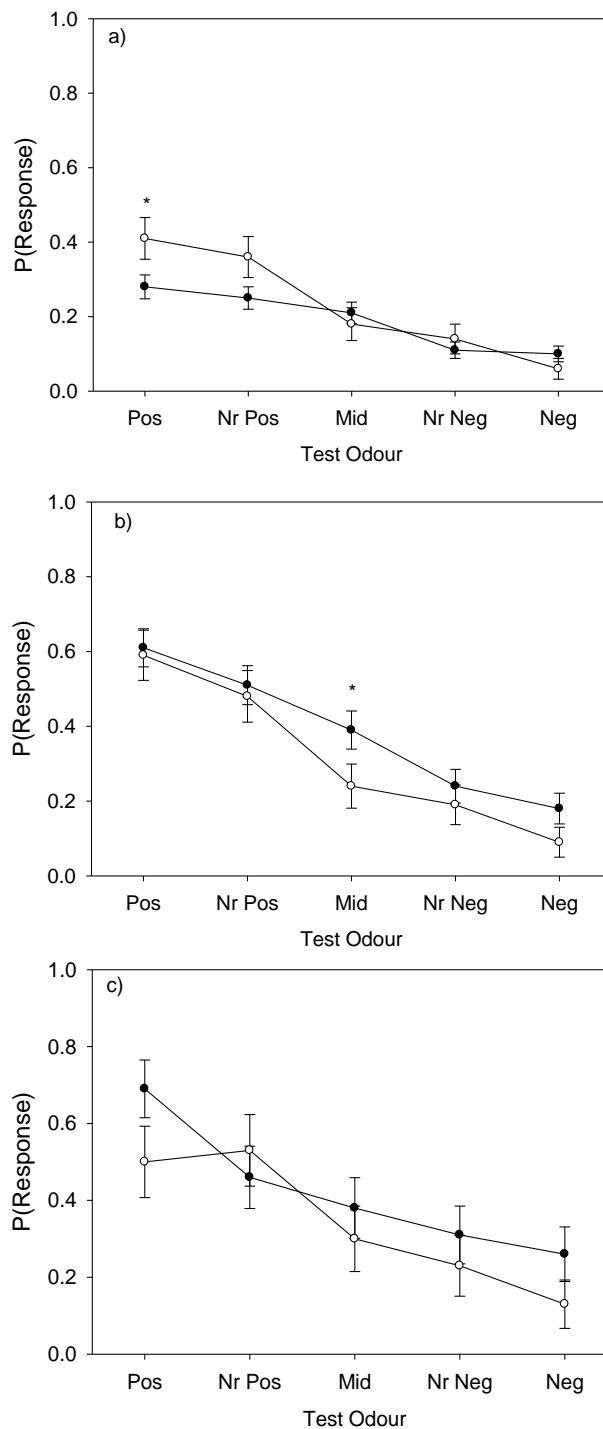 a)
1.0
0.8
0.6
0.4
0.2
0.0
P(Response)
*
Pos Nr Pos Mid Nr Neg Neg
Test Odour
b)
1.0
0.8
0.6
0.4
0.2
0.0
P(Response)
*
Pos Nr Pos Mid Nr Neg Neg
Test Odour
c)
1.0
0.8
0.6
0.4
0.2
0.0
P(Response)
Pos Nr Pos Mid Nr Neg Neg
Test Odour